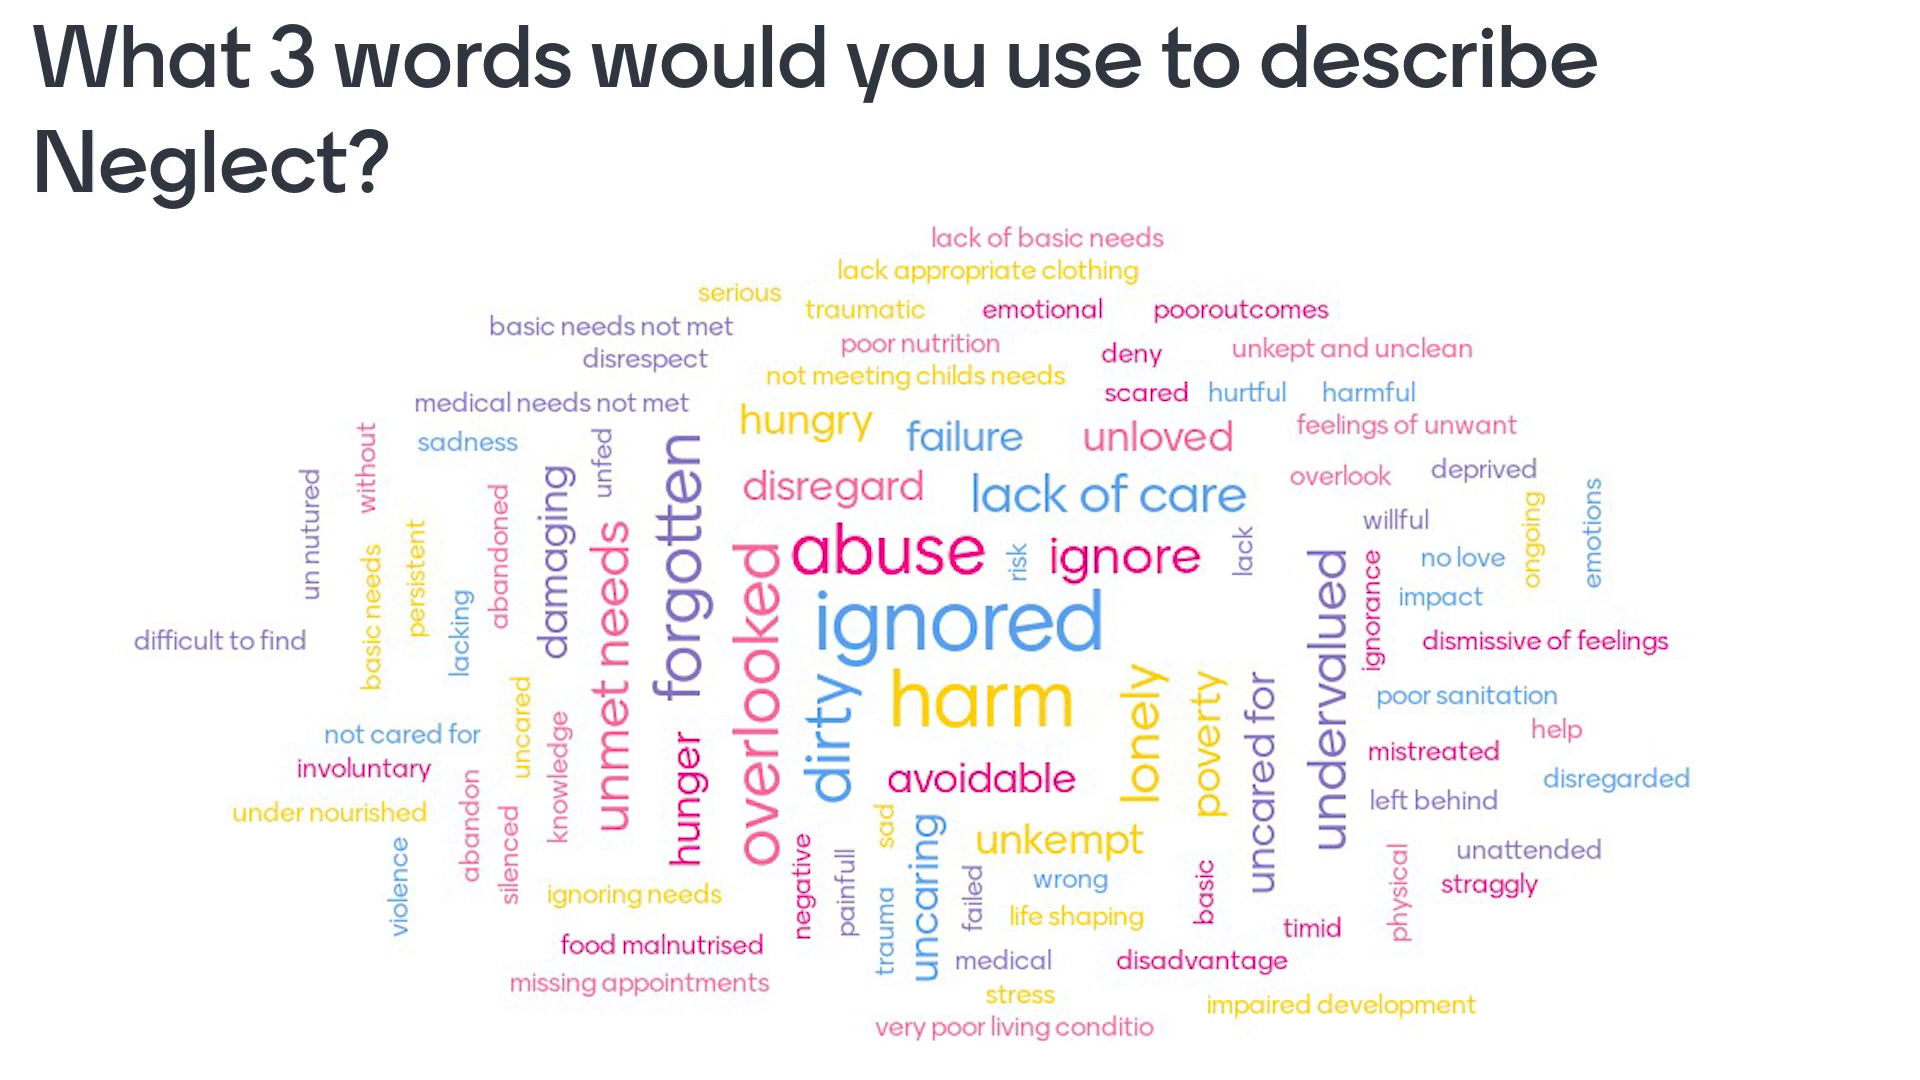 What 3 words would you use to describe
Neglect?
lack of basic needs
lack appropriate clothing
serious
traumatic
emotional
pooroutcomes
basic needs not met
poor nutrition
deny
unkept and unclean
disrespect
not meeting childs needs
scared
hurtful
harmful
medical needs not met
hungry
failure
unloved
feelings of unwant
sadness
without
unfed
forgotten
disregard
lack of care
overlook
deprived
un nutured
abandoned
damaging
willful
ongoing
emotions
basic needs
persistent
lacking
unmet needs
overlooked
abuse
risk
ignore
lack
undervalued
ignorance
no love
impact
ignored
difficult to find
dismissive of feelings
dirty
harm
lonely
poverty
uncared for
poor sanitation
uncared
not cared for
knowledge
hunger
help
involuntary
avoidable
mistreated
disregarded
under nourished
abandon
silenced
left behind
violence
negative
painfull
sad
uncaring
unkempt
unattended
ignoring needs
trauma
failed
wrong
basic
physical
straggly
life shaping
timid
food malnutrised
medical
disadvantage
missing appointments
stress
impaired development
very poor living conditio